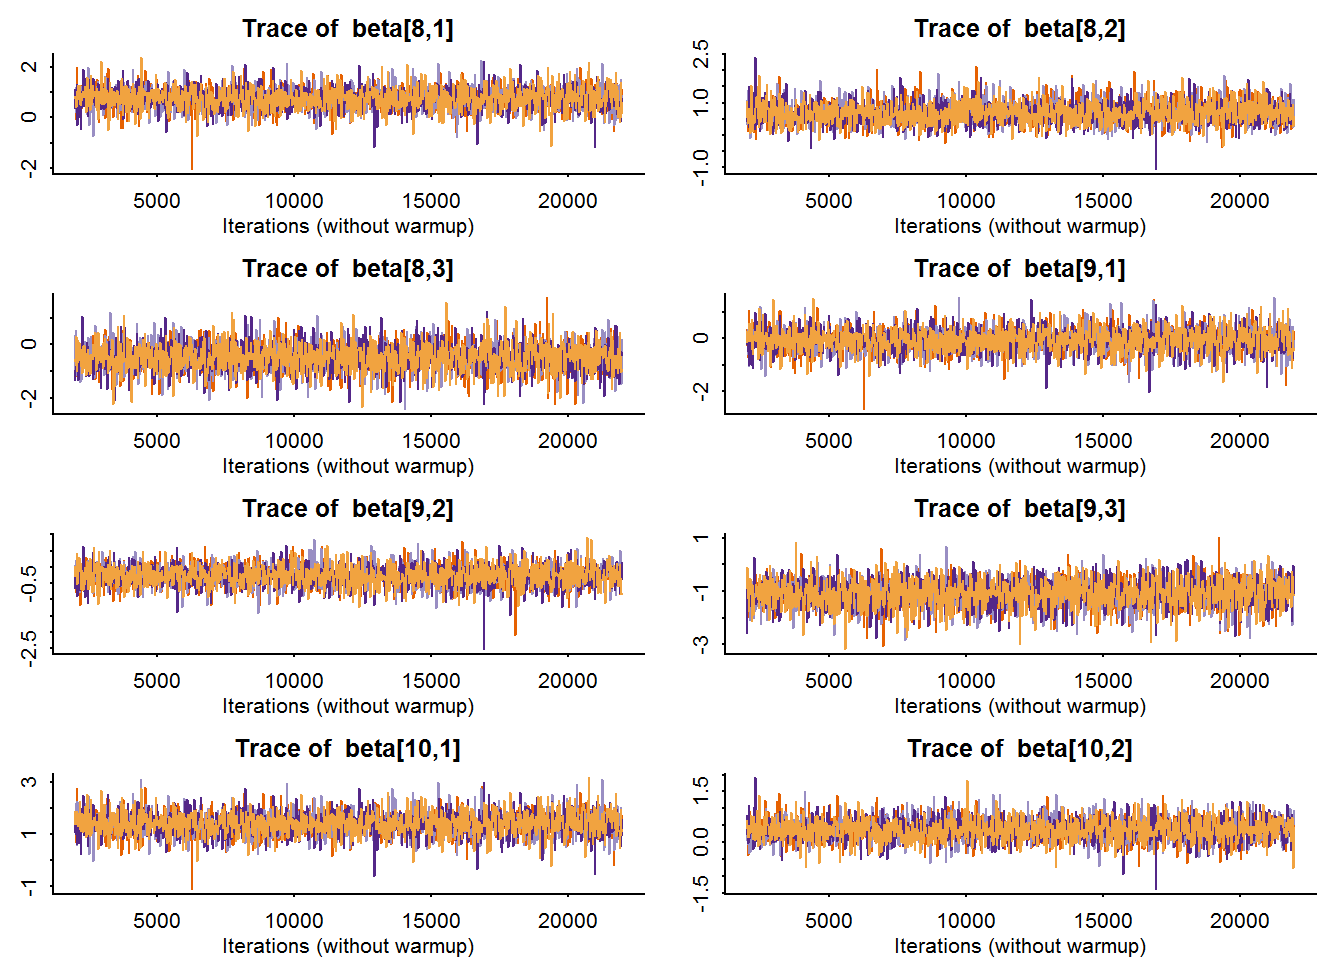 Trace of  beta[8,1]
2
0
-2
5000 10000 15000 20000
Iterations (without warmup)
Trace of  beta[8,2]
2.5
1.0
-1.0
5000 10000 15000 20000
Iterations (without warmup)
Trace of  beta[8,3]
0
-2
5000 10000 15000 20000
Iterations (without warmup)
Trace of  beta[9,1]
0
-2
5000 10000 15000 20000
Iterations (without warmup)
Trace of  beta[9,2]
-0.5
-2.5
5000 10000 15000 20000
Iterations (without warmup)
Trace of  beta[9,3]
1
-1
-3
5000 10000 15000 20000
Iterations (without warmup)
Trace of  beta[10,1]
3
1
-1
5000 10000 15000 20000
Iterations (without warmup)
Trace of  beta[10,2]
1.5
0.0
-1.5
5000 10000 15000 20000
Iterations (without warmup)